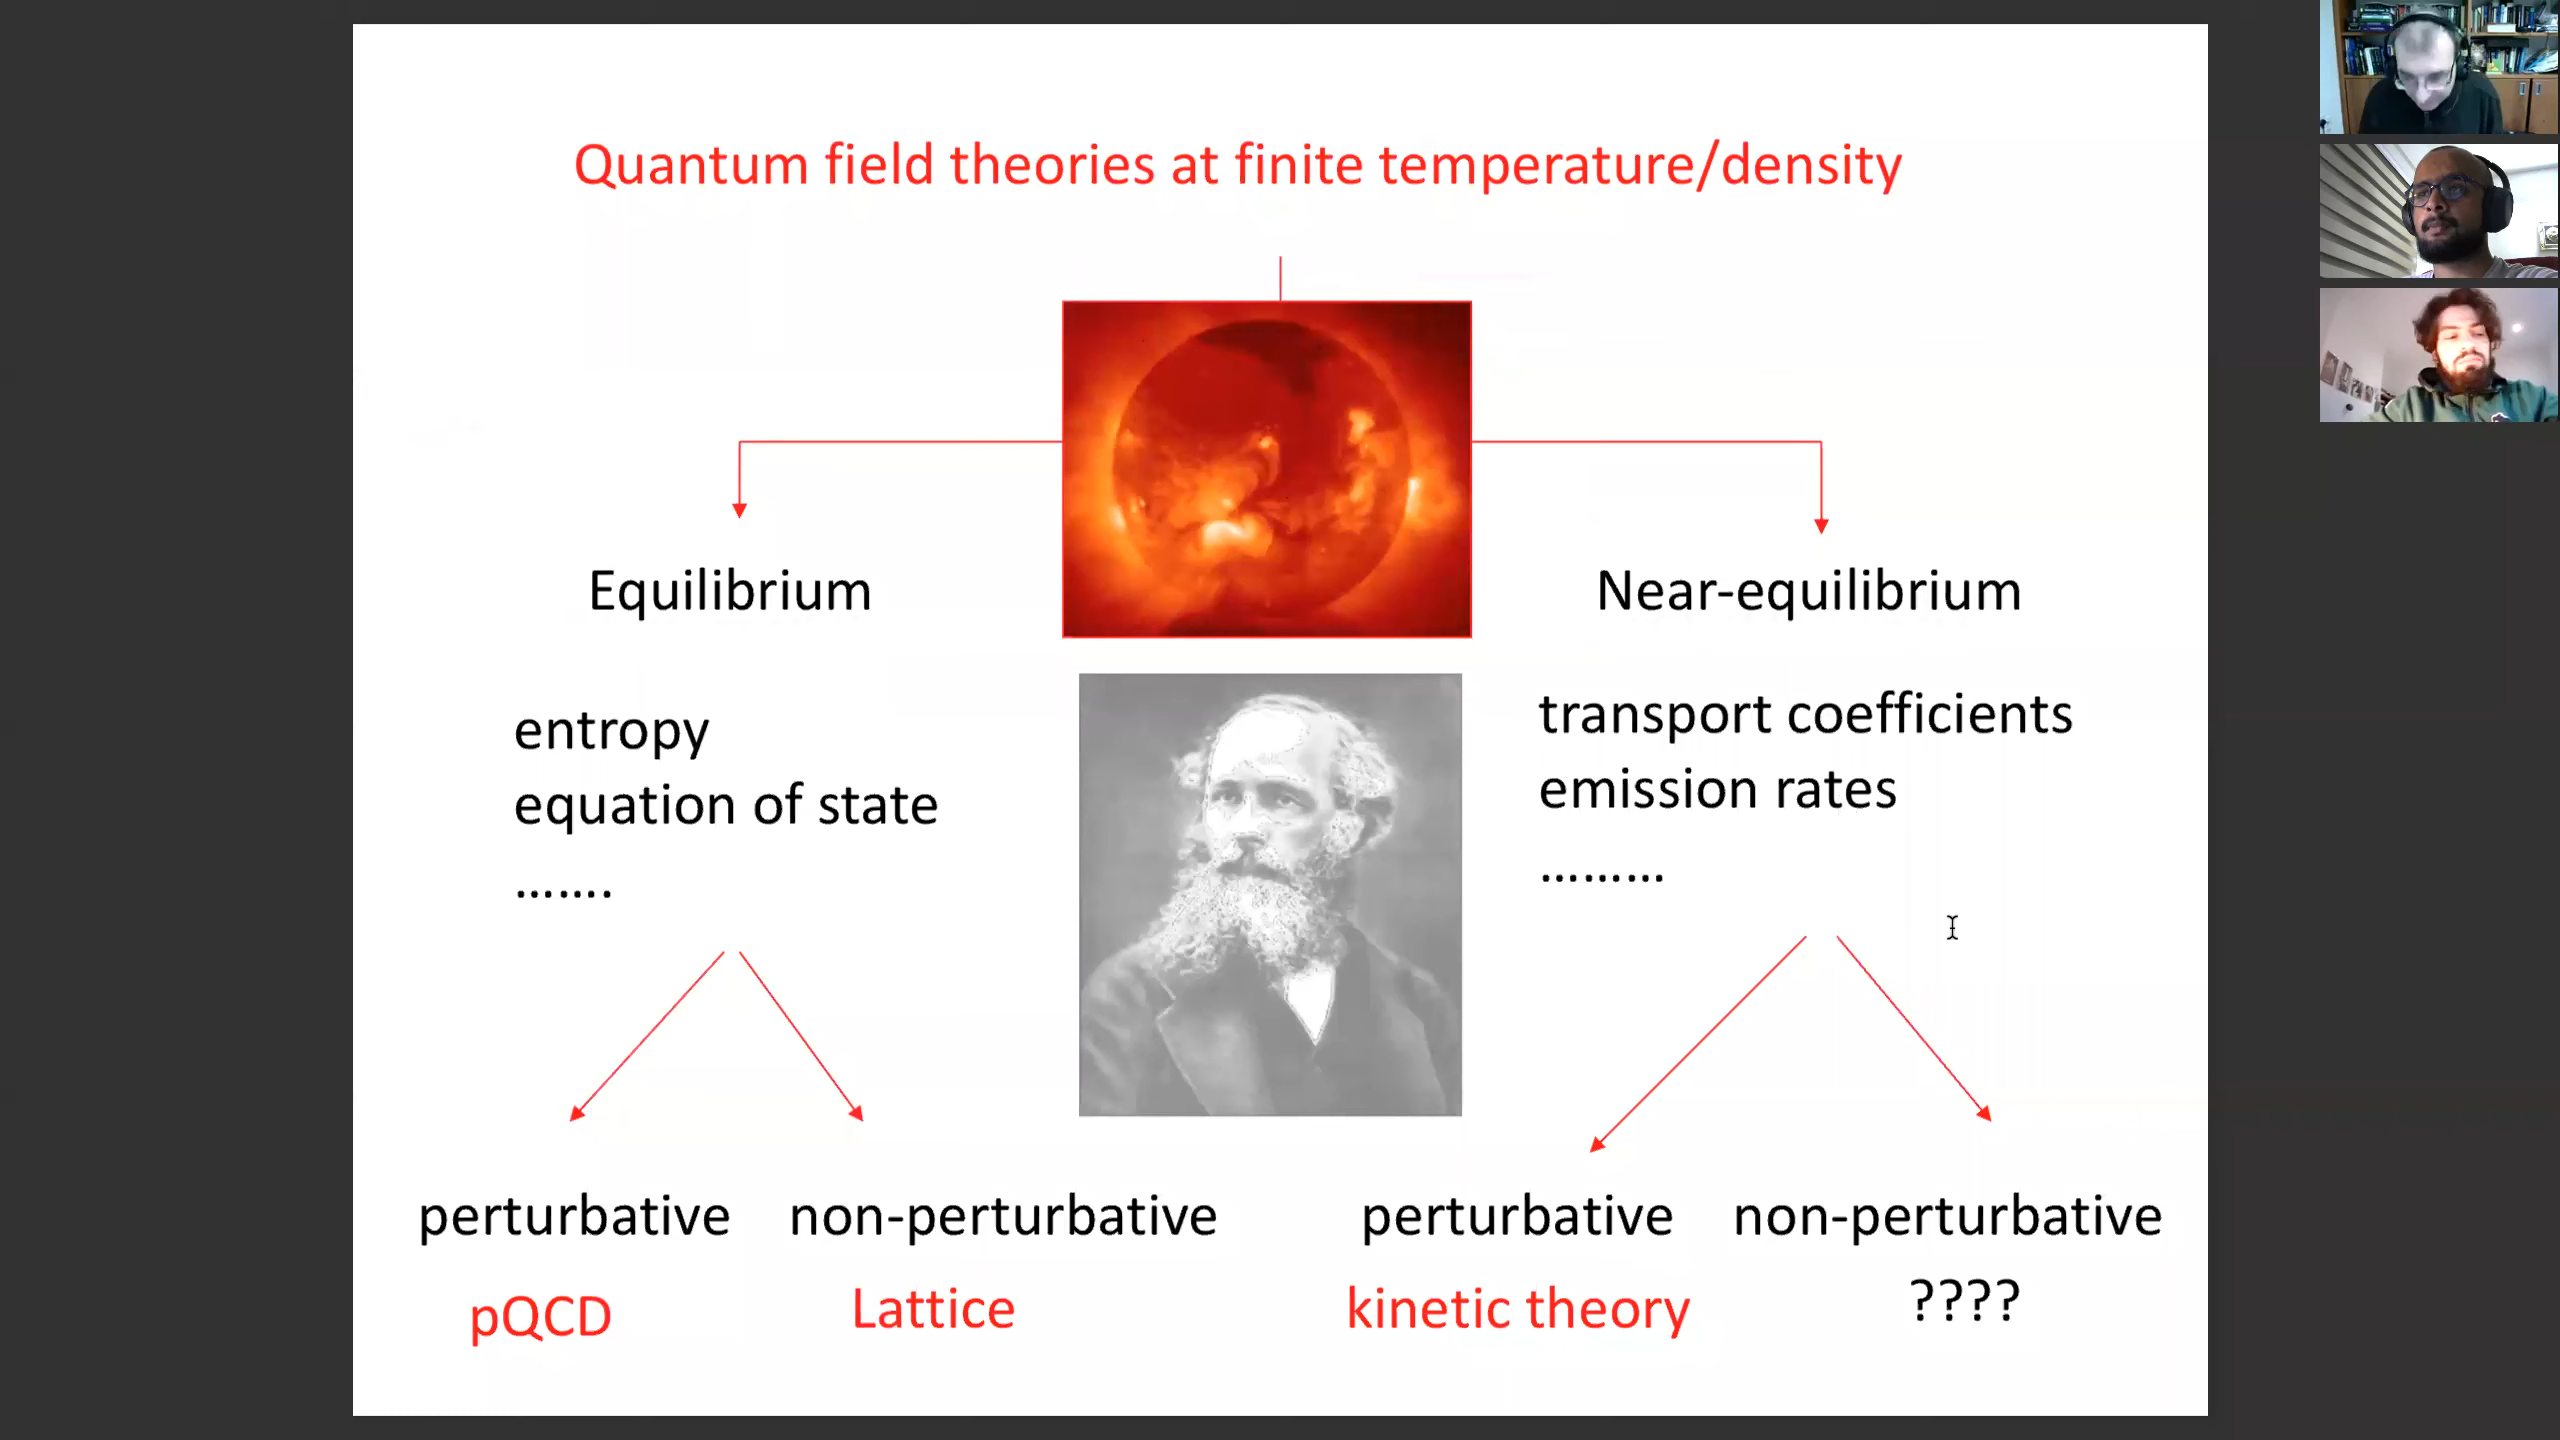 Quantum field theories at finite temperature/density
Equilibrium
Near-equilibrium
entropy
equation of state
.......
transport coefficients
emission rates
.........
perturbative
non-perturbative
perturbative
non-perturbative
pQCD
Lattice
kinetic theory
????